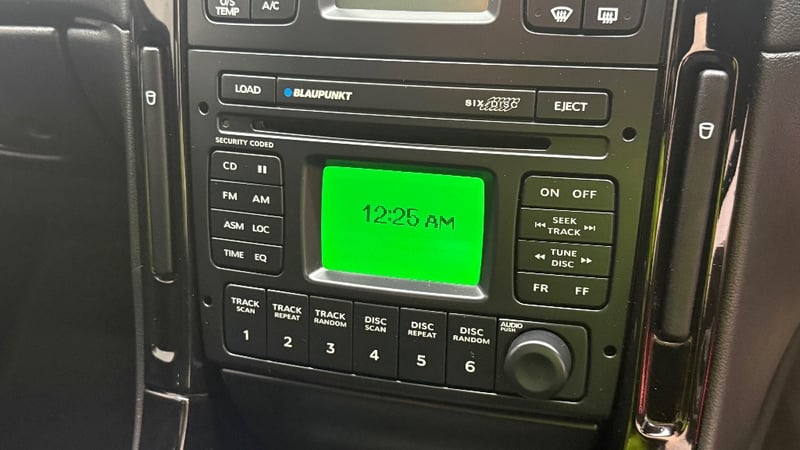 O/S TEMP
A/C
LOAD
BLAUPUNKT
SIX DISC
EJECT
SECURITY CODED
CD
FM AM
ASM LOC
TIME EQ
12:25 AM
ON OFF
SEEK
TRACK
TUNE
DISC
FR FF
TRACK
SCAN
1
TRACK
REPEAT
2
TRACK
RANDOM
3
DISC
SCAN
4
DISC
REPEAT
5
DISC
RANDOM
6
AUDIO
PUSH